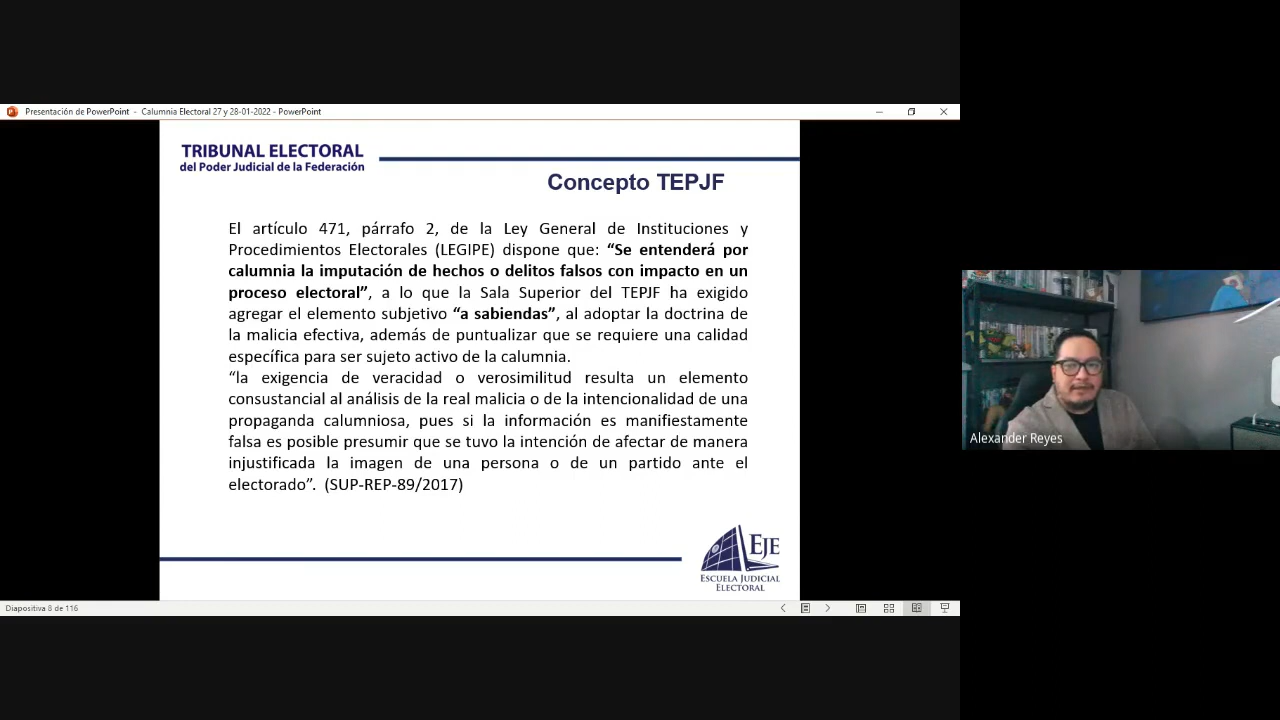 Presentación de PowerPoint - Calumnia Electoral 27 y 28-01-2022 - PowerPoint
TRIBUNAL ELECTORAL
del Poder Judicial de la Federación
Concepto TEPJF
El artículo 471, párrafo 2, de la Ley General de Instituciones y
Procedimientos Electorales (LEGIPE) dispone que: “Se entenderá por
calumnia la imputación de hechos o delitos falsos con impacto en un
proceso electoral”, a lo que la Sala Superior del TEPJF ha exigido
agregar el elemento subjetivo “a sabiendas”, al adoptar la doctrina de
la malicia efectiva, además de puntualizar que se requiere una calidad
específica para ser sujeto activo de la calumnia.
“la exigencia de veracidad o verosimilitud resulta un elemento
consustancial al análisis de la real malicia o de la intencionalidad de una
propaganda calumniosa, pues si la información es manifiestamente
falsa es posible presumir que se tuvo la intención de afectar de manera
injustificada la imagen de una persona o de un partido ante el
electorado”. (SUP-REP-89/2017)
EJE
ESCUELA JUDICIAL
ELECTORAL
Diapositiva 8 de 116
Alexander Reyes